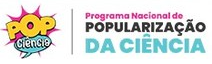 POP
Ciência
Programa Nacional de
POPULARIZAÇÃO
DA CIÊNCIA